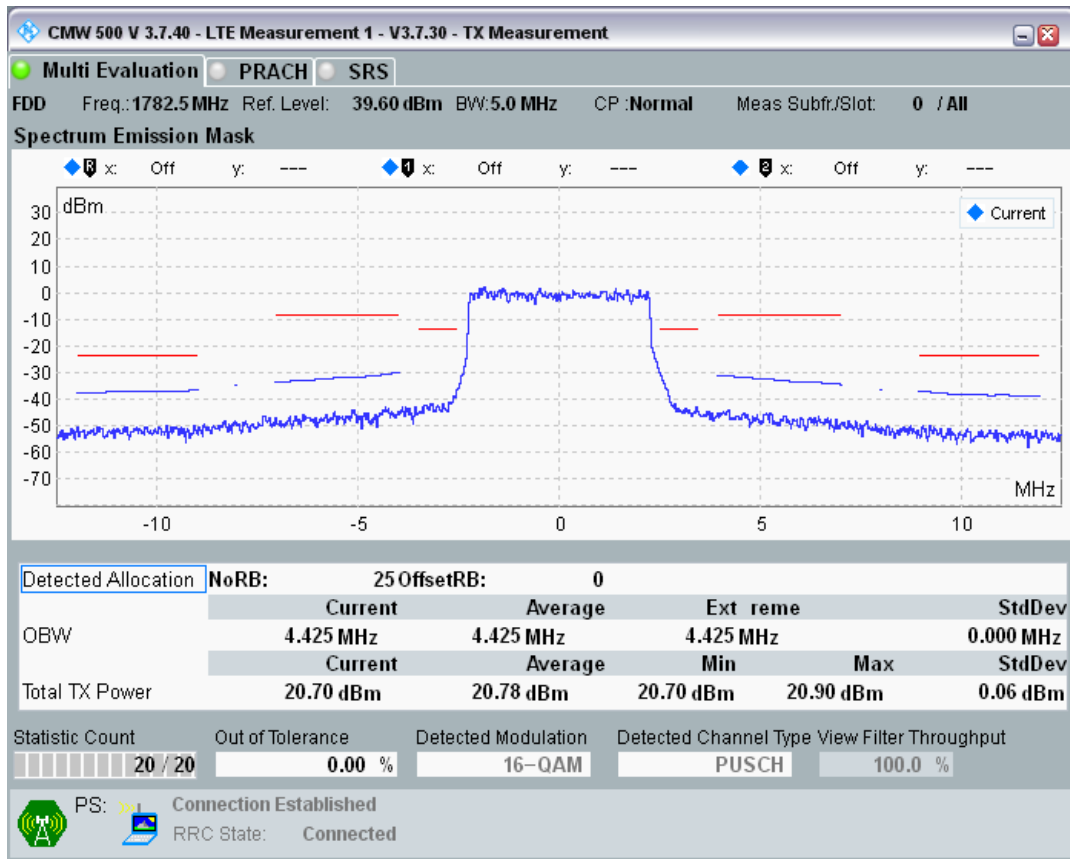 CMW 500 V 3.7.40 - LTE Measurement 1 - V3.7.30 - TX Measurement
Multi Evaluation PRACH SRS
FDD Freq.: 1782.5 MHz Ref. Level: 39.60 dBm BW: 5.0 MHz CP : Normal Meas Subfr./Slot: 0 / All
Spectrum Emission Mask
R x: Off y: --- 1 x: Off y: --- 2 x: Off y: ---
dBm
Current
30
20
10
0
-10
-20
-30
-40
-50
-60
-70
MHz
-10 -5 0 5 10
Detected Allocation NoRB: 25 OffsetRB: 0
Current Average Ext reme StdDev
OBW 4.425 MHz 4.425 MHz 4.425 MHz 0.000 MHz
Current Average Min Max StdDev
Total TX Power 20.70 dBm 20.78 dBm 20.70 dBm 20.90 dBm 0.06 dBm
Statistic Count Out of Tolerance Detected Modulation Detected Channel Type View Filter Throughput
20 / 20 0.00 % 16-QAM PUSCH 100.0 %
PS: Connection Established
RRC State: Connected